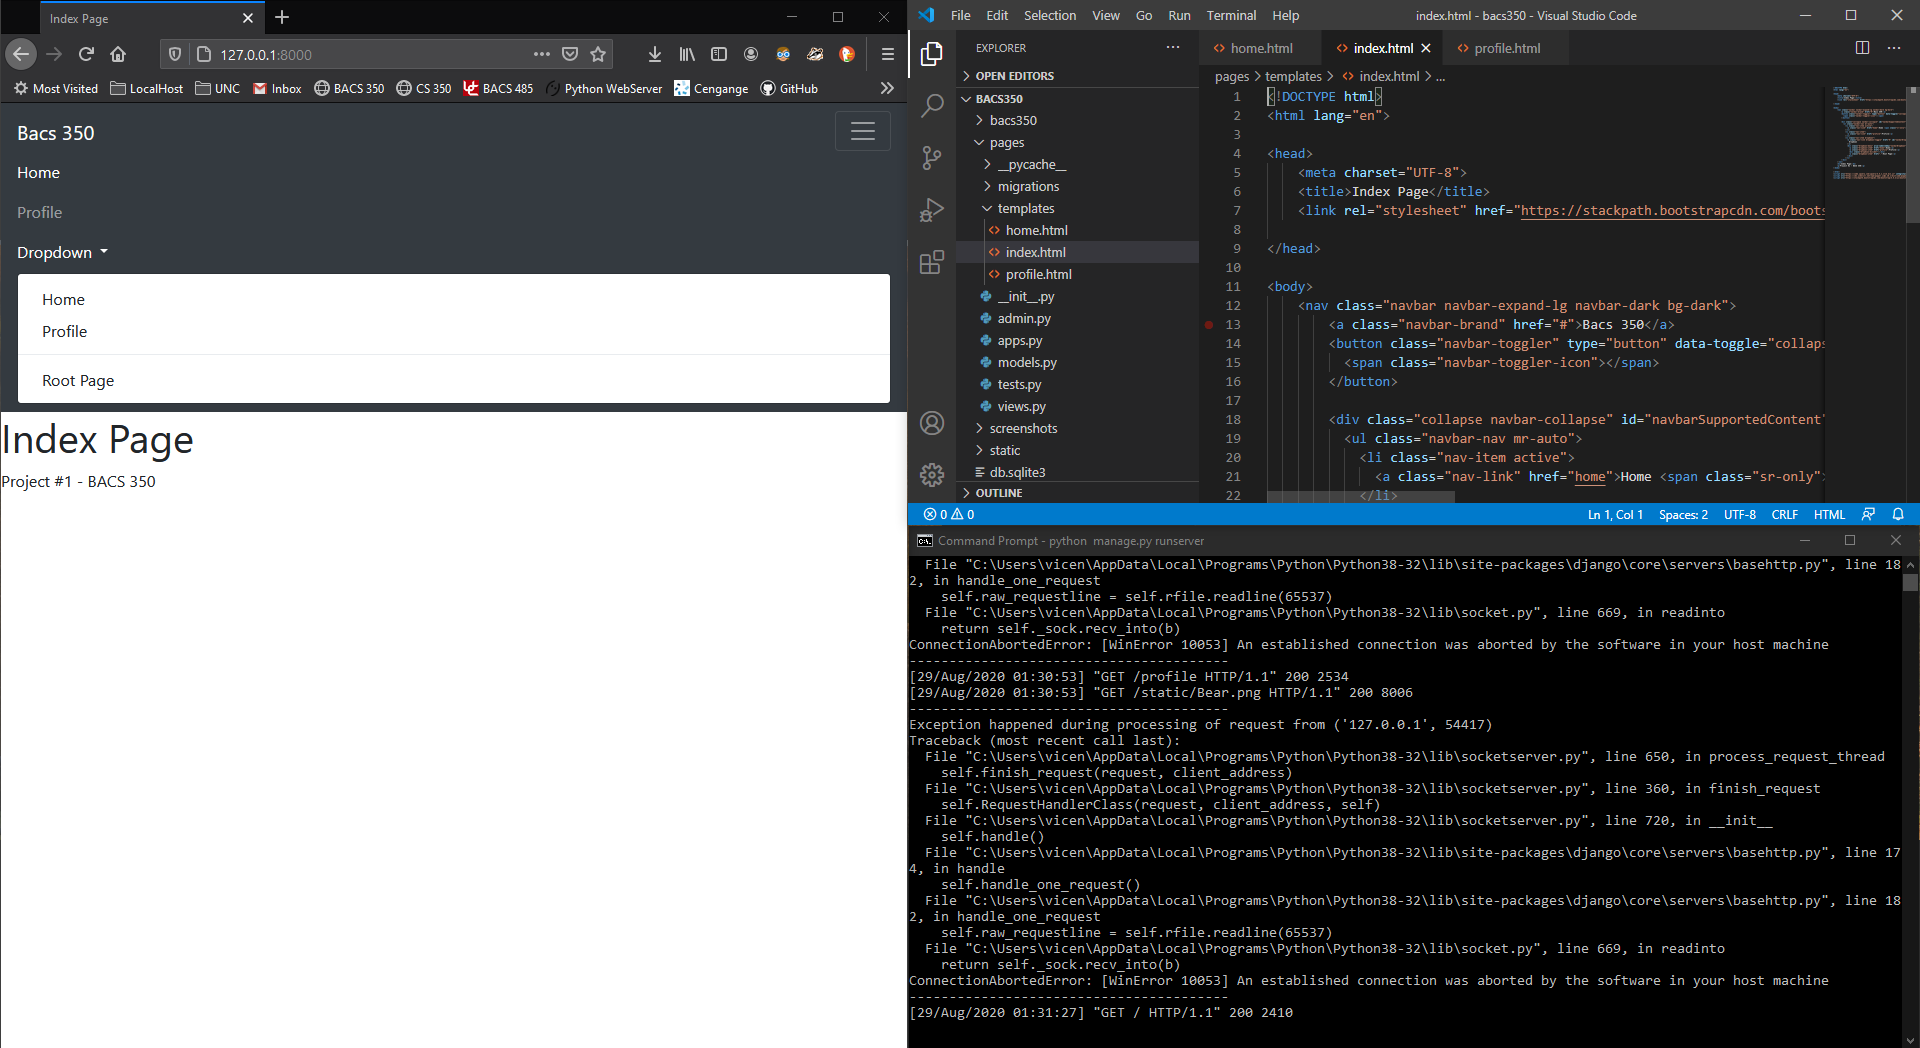 Index Page
127.0.0.1:8000
Most Visited LocalHost UNC Inbox BACS 350 CS 350 BACS 485 Python WebServer Cengange GitHub
Bacs 350
Home
Profile
Dropdown
Home
Profile
Root Page
Index Page
Project #1 - BACS 350
File Edit Selection View Go Run Terminal Help index.html - bacs350 - Visual Studio Code
EXPLORER
OPEN EDITORS
BACS350
bacs350
pages
__pycache__
migrations
templates
home.html
index.html
profile.html
__init__.py
admin.py
apps.py
models.py
tests.py
views.py
screenshots
static
db.sqlite3
OUTLINE
home.html index.html profile.html
pages > templates > index.html > ...
1 <!DOCTYPE html>
2 <html lang="en">
3
4 <head>
5 <meta charset="UTF-8">
6 <title>Index Page</title>
7 <link rel="stylesheet" href="https://stackpath.bootstrapcdn.com/boots
8
9 </head>
10
11 <body>
12 <nav class="navbar navbar-expand-lg navbar-dark bg-dark">
13 <a class="navbar-brand" href="#">Bacs 350</a>
14 <button class="navbar-toggler" type="button" data-toggle="collaps
15 <span class="navbar-toggler-icon"></span>
16 </button>
17
18 <div class="collapse navbar-collapse" id="navbarSupportedContent"
19 <ul class="navbar-nav mr-auto">
20 <li class="nav-item active">
21 <a class="nav-link" href="home">Home <span class="sr-only">
22 </li>
0 0 Ln 1, Col 1 Spaces: 2 UTF-8 CRLF HTML
Command Prompt - python manage.py runserver
File "C:\Users\vicen\AppData\Local\Programs\Python\Python38-32\lib\site-packages\django\core\servers\basehttp.py", line 18
2, in handle_one_request
self.raw_requestline = self.rfile.readline(65537)
File "C:\Users\vicen\AppData\Local\Programs\Python\Python38-32\lib\socket.py", line 669, in readinto
return self._sock.recv_into(b)
ConnectionAbortedError: [WinError 10053] An established connection was aborted by the software in your host machine
----------------------------------------
[29/Aug/2020 01:30:53] "GET /profile HTTP/1.1" 200 2534
[29/Aug/2020 01:30:53] "GET /static/Bear.png HTTP/1.1" 200 8006
----------------------------------------
Exception happened during processing of request from ('127.0.0.1', 54417)
Traceback (most recent call last):
File "C:\Users\vicen\AppData\Local\Programs\Python\Python38-32\lib\socketserver.py", line 650, in process_request_thread
self.finish_request(request, client_address)
File "C:\Users\vicen\AppData\Local\Programs\Python\Python38-32\lib\socketserver.py", line 360, in finish_request
self.RequestHandlerClass(request, client_address, self)
File "C:\Users\vicen\AppData\Local\Programs\Python\Python38-32\lib\socketserver.py", line 720, in __init__
self.handle()
File "C:\Users\vicen\AppData\Local\Programs\Python\Python38-32\lib\site-packages\django\core\servers\basehttp.py", line 17
4, in handle
self.handle_one_request()
File "C:\Users\vicen\AppData\Local\Programs\Python\Python38-32\lib\site-packages\django\core\servers\basehttp.py", line 18
2, in handle_one_request
self.raw_requestline = self.rfile.readline(65537)
File "C:\Users\vicen\AppData\Local\Programs\Python\Python38-32\lib\socket.py", line 669, in readinto
return self._sock.recv_into(b)
ConnectionAbortedError: [WinError 10053] An established connection was aborted by the software in your host machine
----------------------------------------
[29/Aug/2020 01:31:27] "GET / HTTP/1.1" 200 2410